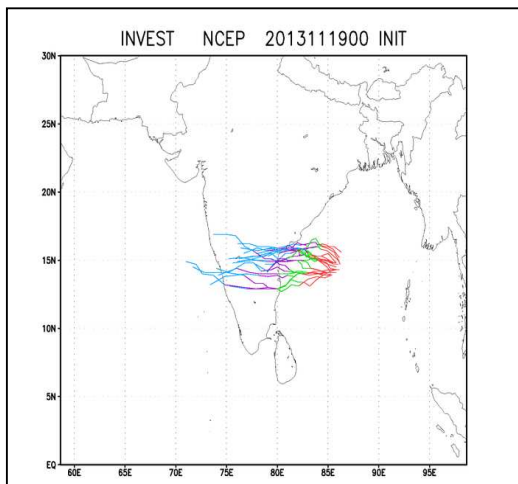 INVEST NCEP 2013111900 INIT
30N
25N
20N
15N
10N
5N
EQ
60E 65E 70E 75E 80E 85E 90E 95E